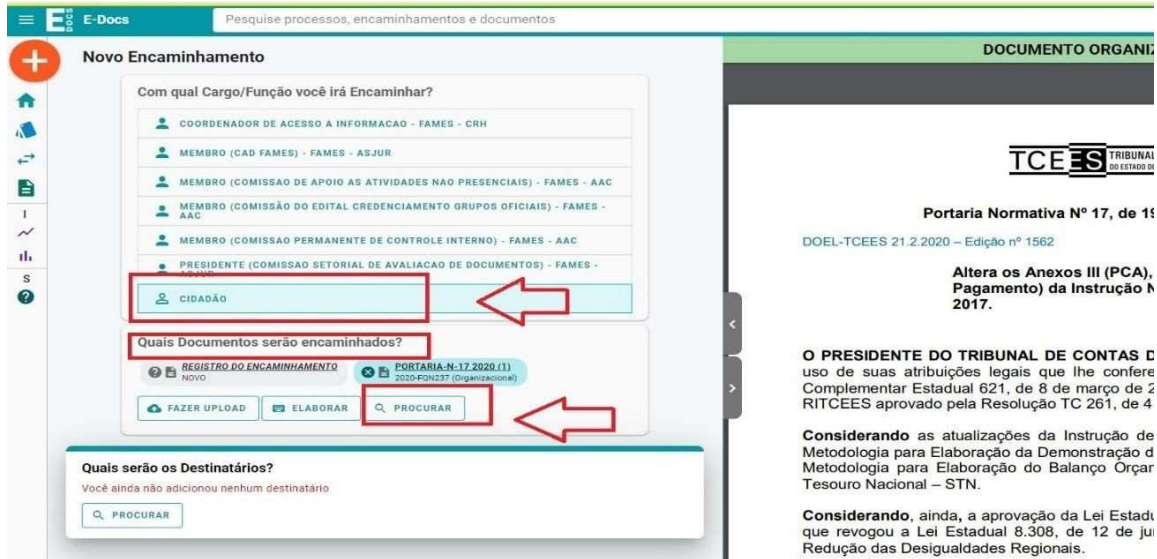 E DOCS E-Docs
Pesquise processos, encaminhamentos e documentos
Novo Encaminhamento
Com qual Cargo/Função você irá Encaminhar?
COORDENADOR DE ACESSO A INFORMACAO - FAMES - CRH
MEMBRO (CAD FAMES) - FAMES - ASJUR
MEMBRO (COMISSAO DE APOIO AS ATIVIDADES NAO PRESENCIAIS) - FAMES - AAC
MEMBRO (COMISSÃO DO EDITAL CREDENCIAMENTO GRUPOS OFICIAIS) - FAMES -
AAC
MEMBRO (COMISSAO PERMANENTE DE CONTROLE INTERNO) - FAMES - AAC
PRESIDENTE (COMISSAO SETORIAL DE AVALIACAO DE DOCUMENTOS) - FAMES -
ASJUR
CIDADÃO
Quais Documentos serão encaminhados?
REGISTRO DO ENCAMINHAMENTO
NOVO
PORTARIA-N-17 2020 (1)
2020-FQN237 (Organizacional)
FAZER UPLOAD
ELABORAR
PROCURAR
Quais serão os Destinatários?
Você ainda não adicionou nenhum destinatário
PROCURAR
I
S
DOCUMENTO ORGANIZ
TCEES TRIBUNAL
DO ESTADO DO
Portaria Normativa Nº 17, de 19
DOEL-TCEES 21.2.2020 – Edição nº 1562
Altera os Anexos III (PCA),
Pagamento) da Instrução N
2017.
O PRESIDENTE DO TRIBUNAL DE CONTAS D
uso de suas atribuições legais que lhe confere
Complementar Estadual 621, de 8 de março de 2
RITCEES aprovado pela Resolução TC 261, de 4
Considerando as atualizações da Instrução de
Metodologia para Elaboração da Demonstração d
Metodologia para Elaboração do Balanço Orçar
Tesouro Nacional – STN.
Considerando, ainda, a aprovação da Lei Estadu
que revogou a Lei Estadual 8.308, de 12 de ju
Redução das Desigualdades Regionais.